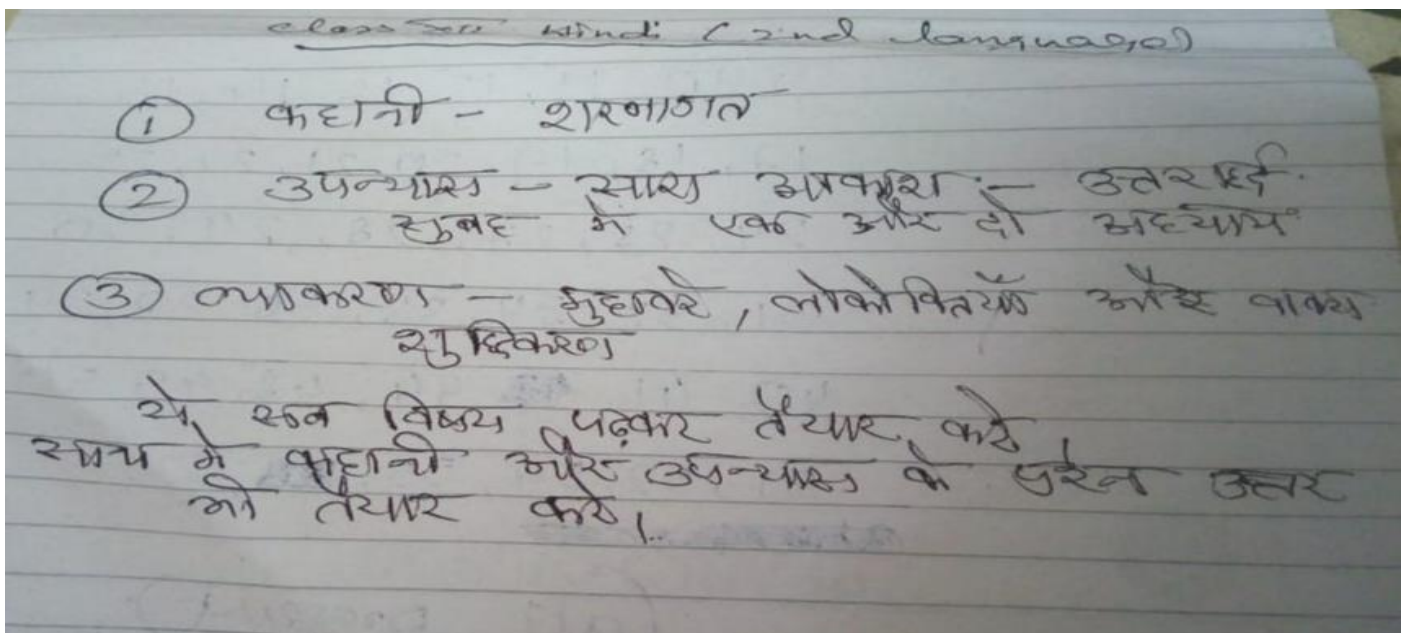 class Hindi (2nd language)
① कहानी - शरणागत
② उपन्यास - सारा आकाश :- उत्तरार्द्ध.
सुबह में एक और दो अध्याय
③ व्याकरण - मुहावरे, लोकोक्तियाँ और वाक्य
शुद्धिकरण
ये सब विषय पढ़कर तैयार करे।
साथ मे कहानी और उपन्यास के प्रश्न उत्तर
भी तैयार करे।